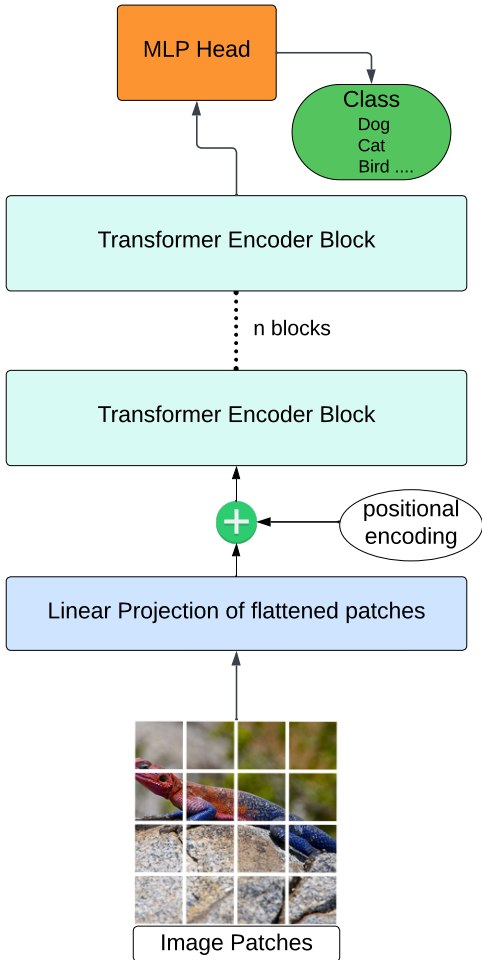 MLP Head
Class
Dog
Cat
Bird ....
Transformer Encoder Block
n blocks
Transformer Encoder Block
positional
encoding
Linear Projection of flattened patches
Image Patches